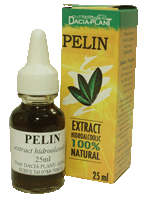 DACIA-PLANT
PELIN
EXTRACT
HIDROALCOOLIC
100%
NATURAL
25 ml
PELIN
extract hidroalcoolic
25ml